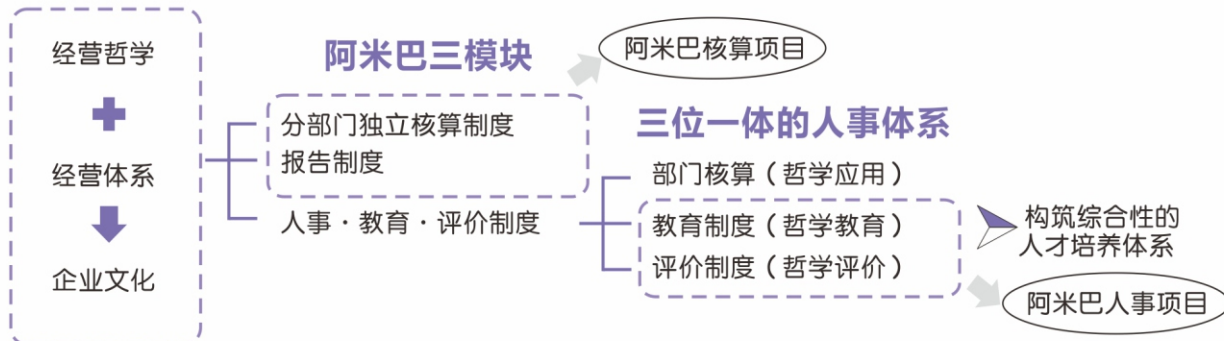 经营哲学
经营体系
企业文化
阿米巴三模块
分部门独立核算制度
报告制度
人事·教育·评价制度
阿米巴核算项目
三位一体的人事体系
部门核算(哲学应用)
教育制度(哲学教育)
评价制度(哲学评价)
构筑综合性的
人才培养体系
阿米巴人事项目